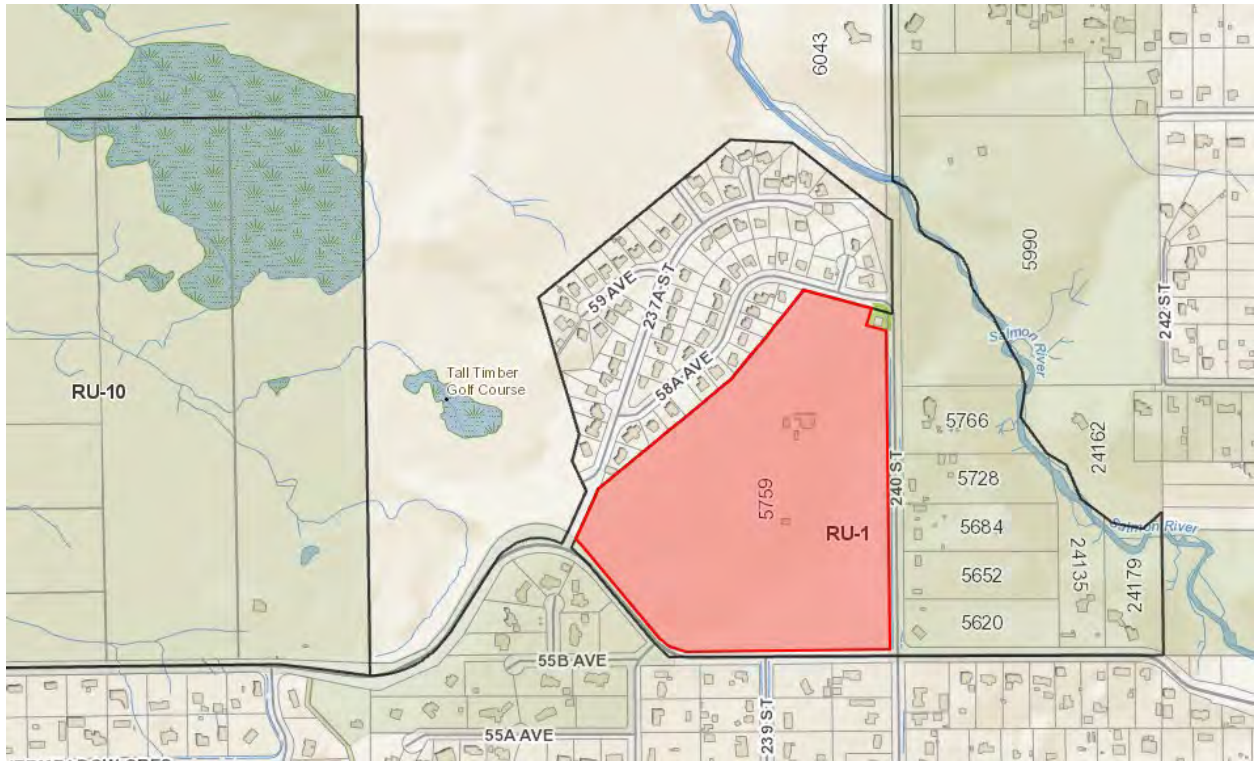 6043
5990
242 ST
59 AVE
237A ST
Salmon River
Tall Timber
Golf Course
58A AVE
RU-10
5766
24162
5759
240 ST
5728
RU-1
5684
Salmon River
24135
5652
24179
5620
55B AVE
239 ST
55A AVE